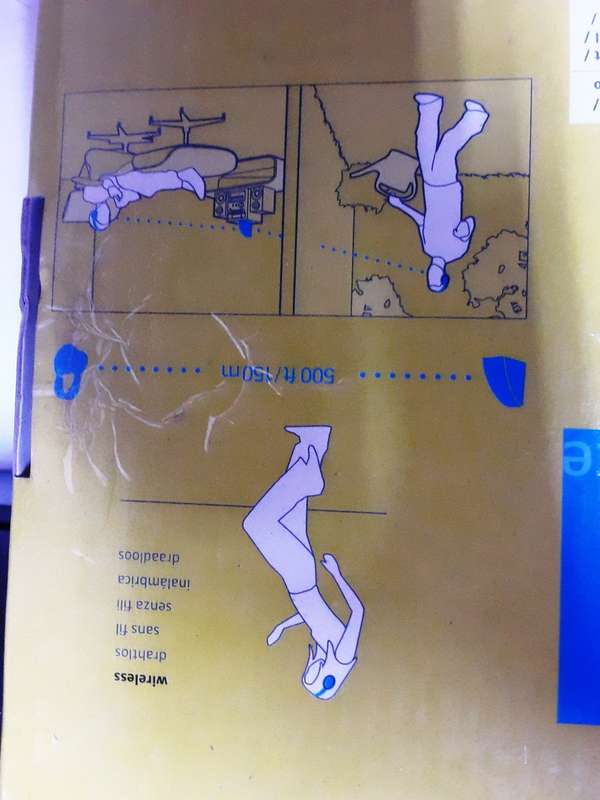 wireless
drahtlos
sans fil
senza fili
inalámbrica
draadloos
500 ft/150m